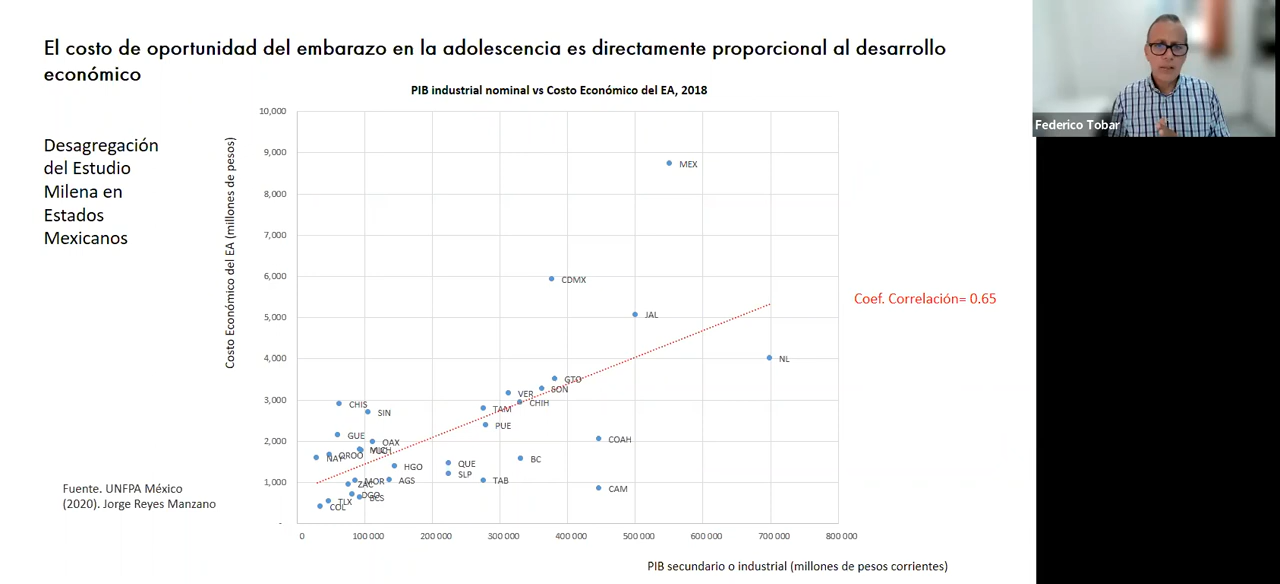 El costo de oportunidad del embarazo en la adolescencia es directamente proporcional al desarrollo
económico
PIB industrial nominal vs Costo Económico del EA, 2018
Desagregación
del Estudio
Milena en
Estados
Mexicanos
Costo Económico del EA (millones de pesos)
10,000
9,000
8,000
7,000
6,000
5,000
4,000
3,000
2,000
1,000
-
MEX
CDMX
JAL
NL
GTO
SON
VER
CHIH
CHIS
TAM
SIN
PUE
GUE
COAH
OAX
MICH
QROO
NAY
BC
QUE
HGO
SLP
AGS
TAB
MOR
ZAC
CAM
DGO
BCS
TLX
COL
0
100 000
200 000
300 000
400 000
500 000
600 000
700 000
800 000
PIB secundario o industrial (millones de pesos corrientes)
Coef. Correlación= 0.65
Fuente. UNFPA México
(2020). Jorge Reyes Manzano
Federico Tobar